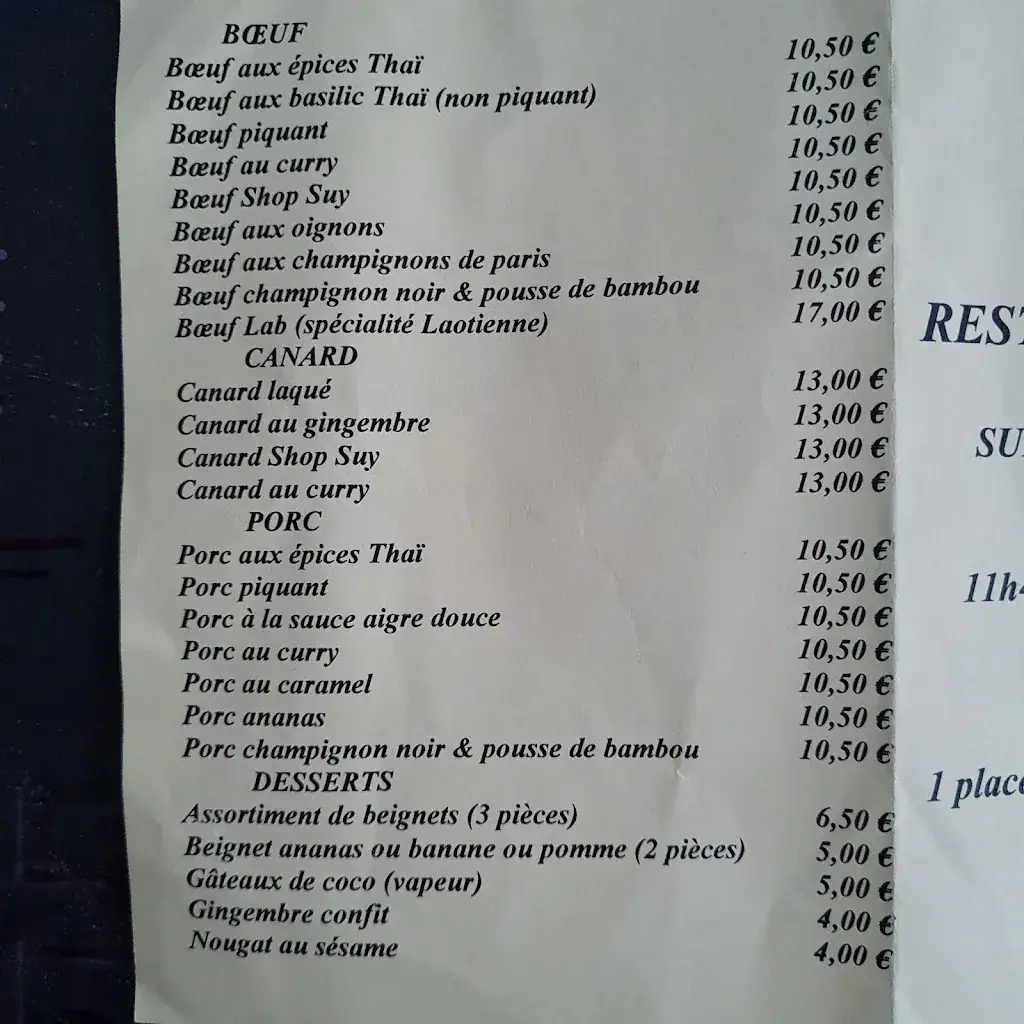 BŒUF
Bœuf aux épices Thaï 10,50 €
Bœuf aux basilic Thaï (non piquant) 10,50 €
Bœuf piquant 10,50 €
Bœuf au curry 10,50 €
Bœuf Shop Suy 10,50 €
Bœuf aux oignons 10,50 €
Bœuf aux champignons de paris 10,50 €
Bœuf champignon noir & pousse de bambou 10,50 €
Bœuf Lab (spécialité Laotienne) 17,00 €
CANARD
Canard laqué 13,00 €
Canard au gingembre 13,00 €
Canard Shop Suy 13,00 €
Canard au curry 13,00 €
PORC
Porc aux épices Thaï 10,50 €
Porc piquant 10,50 €
Porc à la sauce aigre douce 10,50 €
Porc au curry 10,50 €
Porc au caramel 10,50 €
Porc ananas 10,50 €
Porc champignon noir & pousse de bambou 10,50 €
DESSERTS
Assortiment de beignets (3 pièces) 6,50 €
Beignet ananas ou banane ou pomme (2 pièces) 5,00 €
Gâteaux de coco (vapeur) 5,00 €
Gingembre confit 4,00 €
Nougat au sésame 4,00 €
REST
SU
11h4
1 place